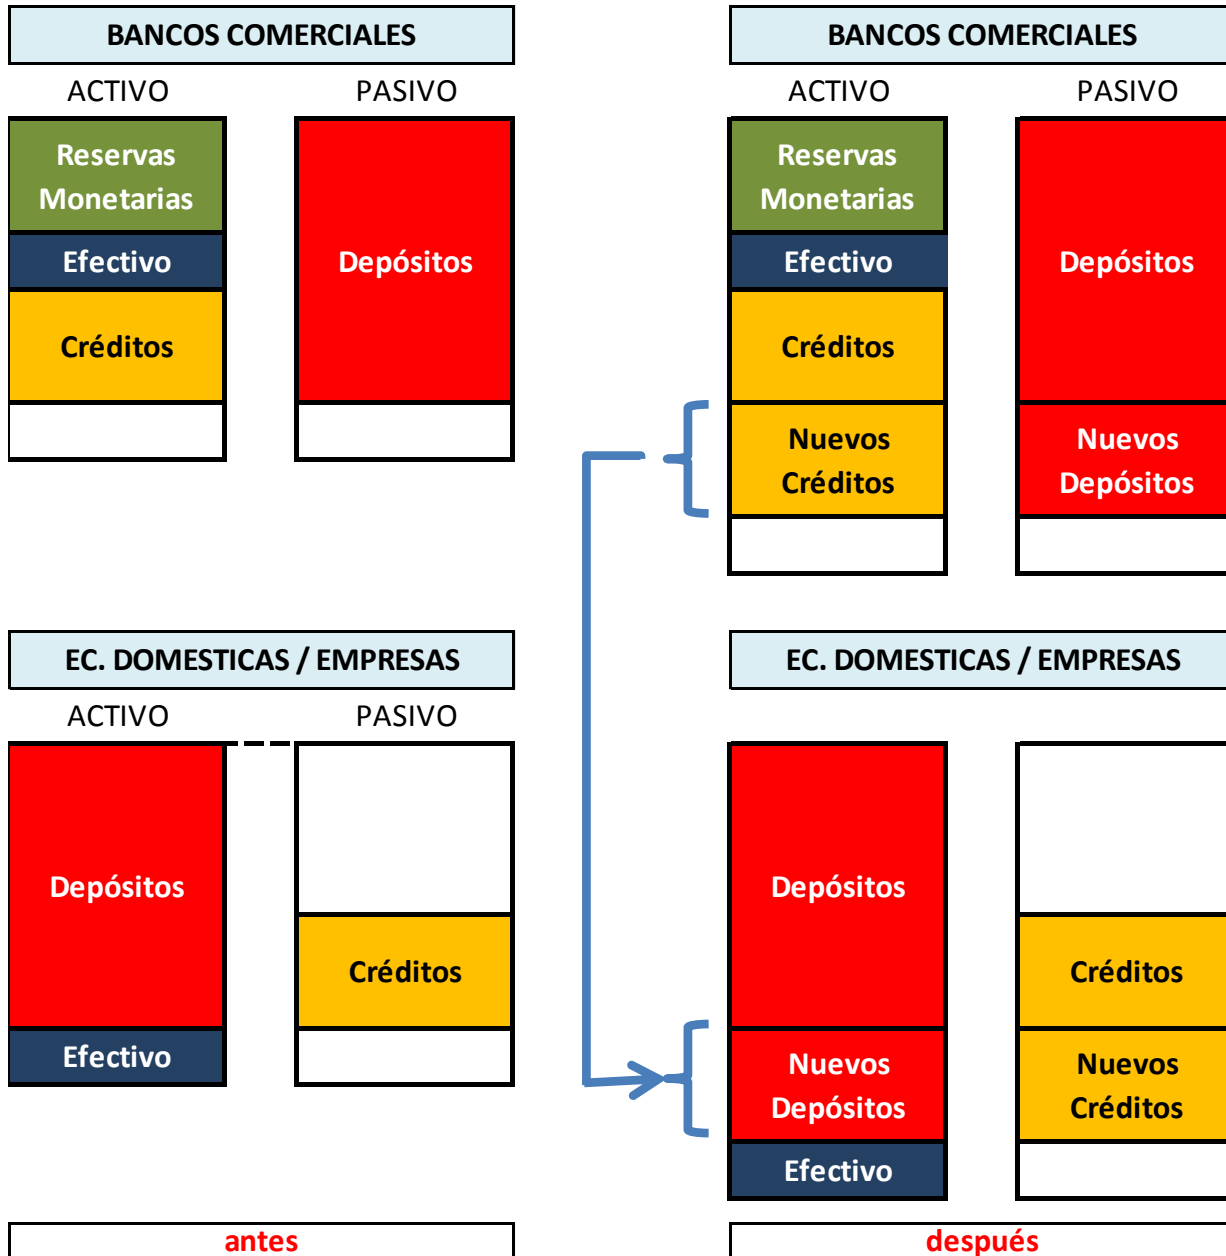 BANCOS COMERCIALES
ACTIVO PASIVO
Reservas
Monetarias
Efectivo
Depósitos
Créditos
BANCOS COMERCIALES
ACTIVO PASIVO
Reservas
Monetarias
Efectivo
Depósitos
Créditos
Nuevos
Créditos
Nuevos
Depósitos
EC. DOMESTICAS / EMPRESAS
ACTIVO PASIVO
Depósitos
Créditos
Efectivo
EC. DOMESTICAS / EMPRESAS
Depósitos
Créditos
Nuevos
Depósitos
Nuevos
Créditos
Efectivo
antes
después